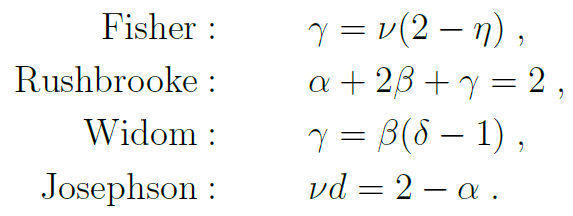 Fisher : γ = ν(2 − η) ,
Rushbrooke : α + 2β + γ = 2 ,
Widom : γ = β(δ − 1) ,
Josephson : νd = 2 − α .